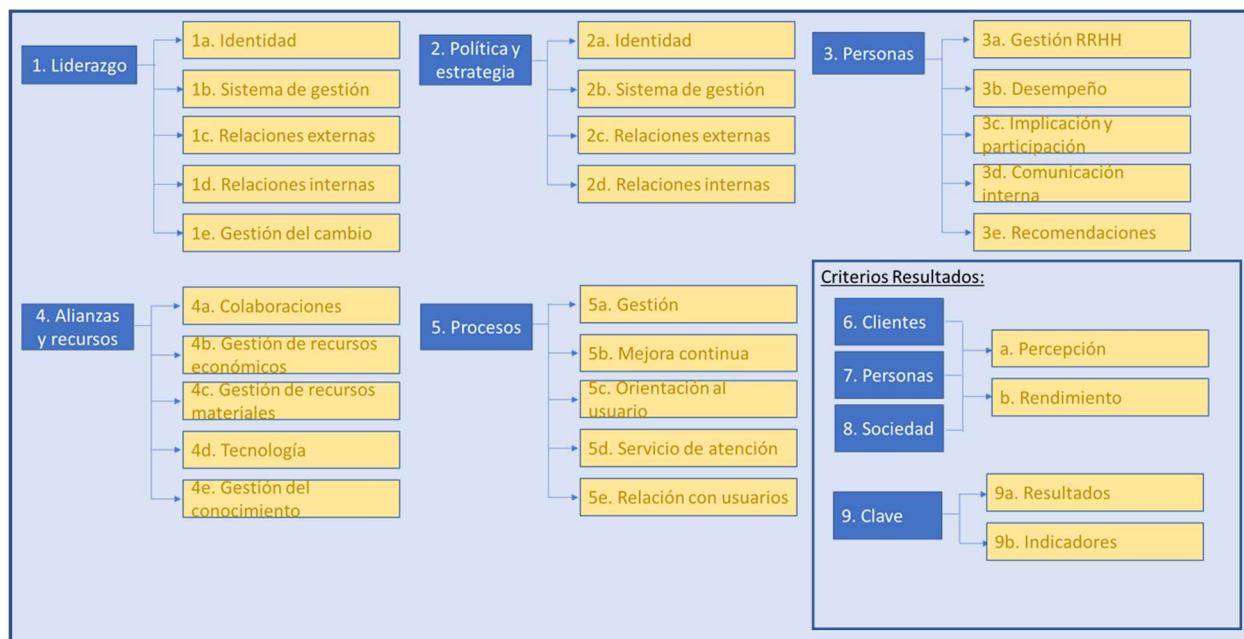 1. Liderazgo
1a. Identidad
1b. Sistema de gestión
1c. Relaciones externas
1d. Relaciones internas
1e. Gestión del cambio
2. Política y
estrategia
2a. Identidad
2b. Sistema de gestión
2c. Relaciones externas
2d. Relaciones internas
3. Personas
3a. Gestión RRHH
3b. Desempeño
3c. Implicación y
participación
3d. Comunicación
interna
3e. Recomendaciones
4. Alianzas
y recursos
4a. Colaboraciones
4b. Gestión de recursos
económicos
4c. Gestión de recursos
materiales
4d. Tecnología
4e. Gestión del
conocimiento
5. Procesos
5a. Gestión
5b. Mejora continua
5c. Orientación al
usuario
5d. Servicio de atención
5e. Relación con usuarios
Criterios Resultados:
6. Clientes
7. Personas
8. Sociedad
a. Percepción
b. Rendimiento
9. Clave
9a. Resultados
9b. Indicadores